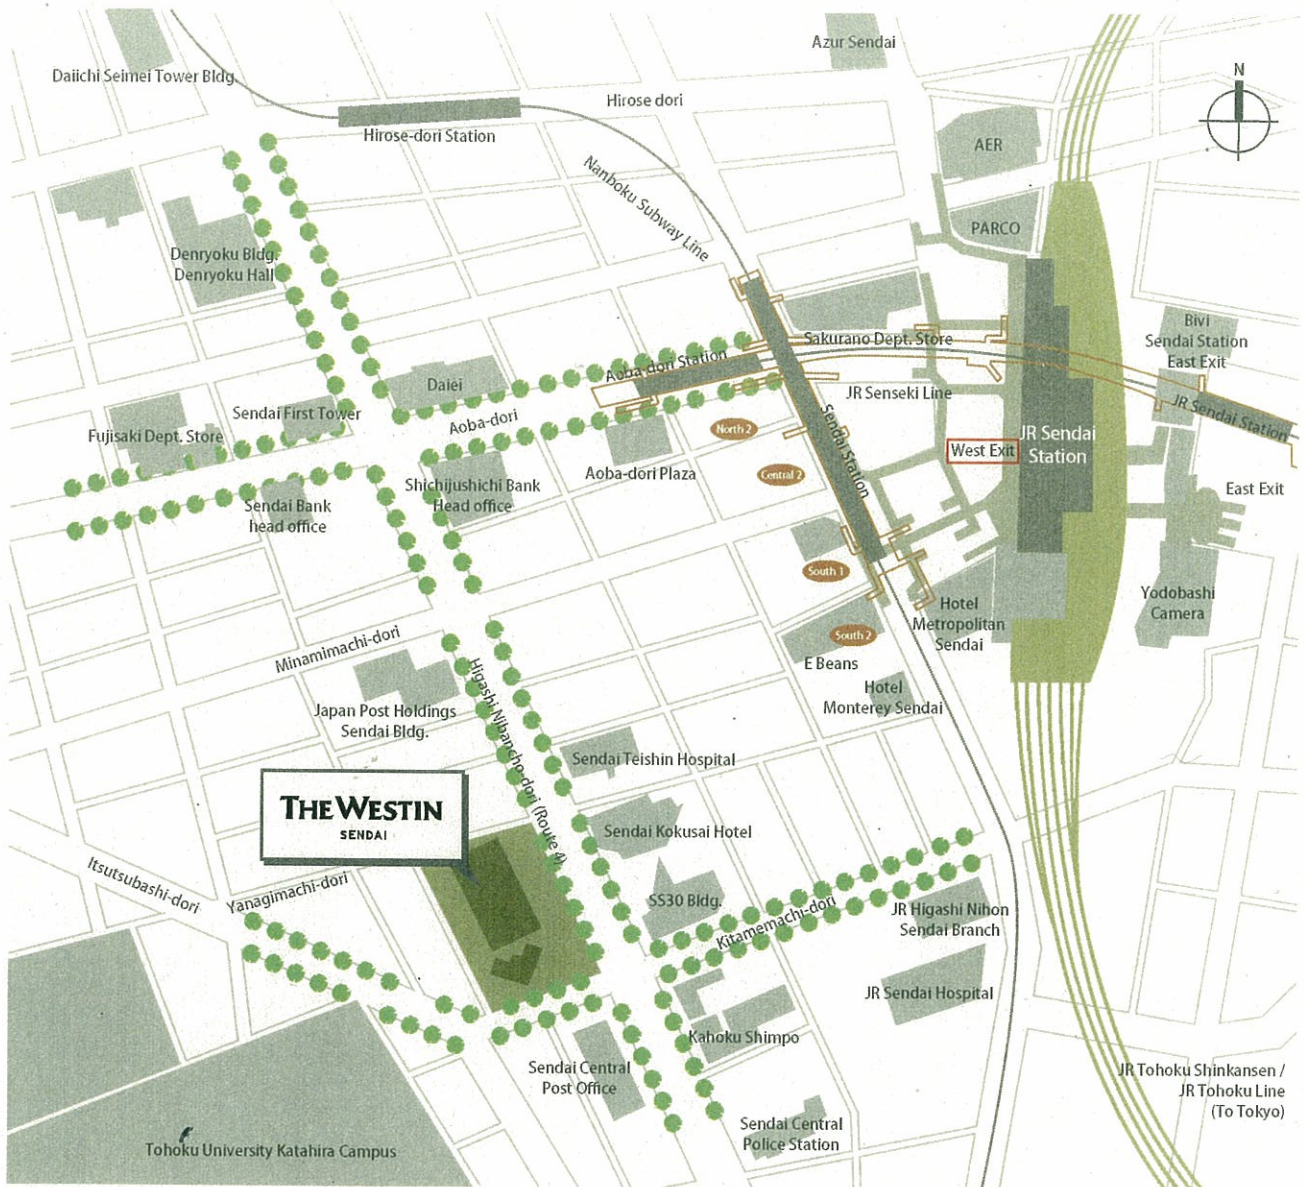 Azur Sendai
Daiichi Seimei Tower Bldg.
N
Hirose dori
Hirose-dori Station
AER
Nanboku Subway Line
PARCO
Denryoku Bldg.
Denryoku Hall
Bivi
Sendai Station
East Exit
Sakurano Dept. Store
Aoba-dori Station
Daiei
JR Senseki Line
JR Sendai Station
Sendai First Tower
Aoba-dori
North 2
Sendai Station
Fujisaki Dept. Store
West Exit
JR Sendai
Station
Aoba-dori Plaza
Central 2
Shichijushichi Bank
Head office
East Exit
Sendai Bank
head office
South 1
Yodobashi
Camera
Hotel
Metropolitan
Sendai
South 2
Minamimachi-dori
E Beans
Higashi Nibancho-dori (Route 4)
Hotel
Monterey Sendai
Japan Post Holdings
Sendai Bldg.
Sendai Teishin Hospital
THE WESTIN
SENDAI
Sendai Kokusai Hotel
Itsutsubashi-dori
Yanagimachi-dori
SS30 Bldg.
Kitamemachi-dori
JR Higashi Nihon
Sendai Branch
JR Sendai Hospital
Kahoku Shimpo
Sendai Central
Post Office
JR Tohoku Shinkansen /
JR Tohoku Line
(To Tokyo)
Sendai Central
Police Station
Tohoku University Katahira Campus